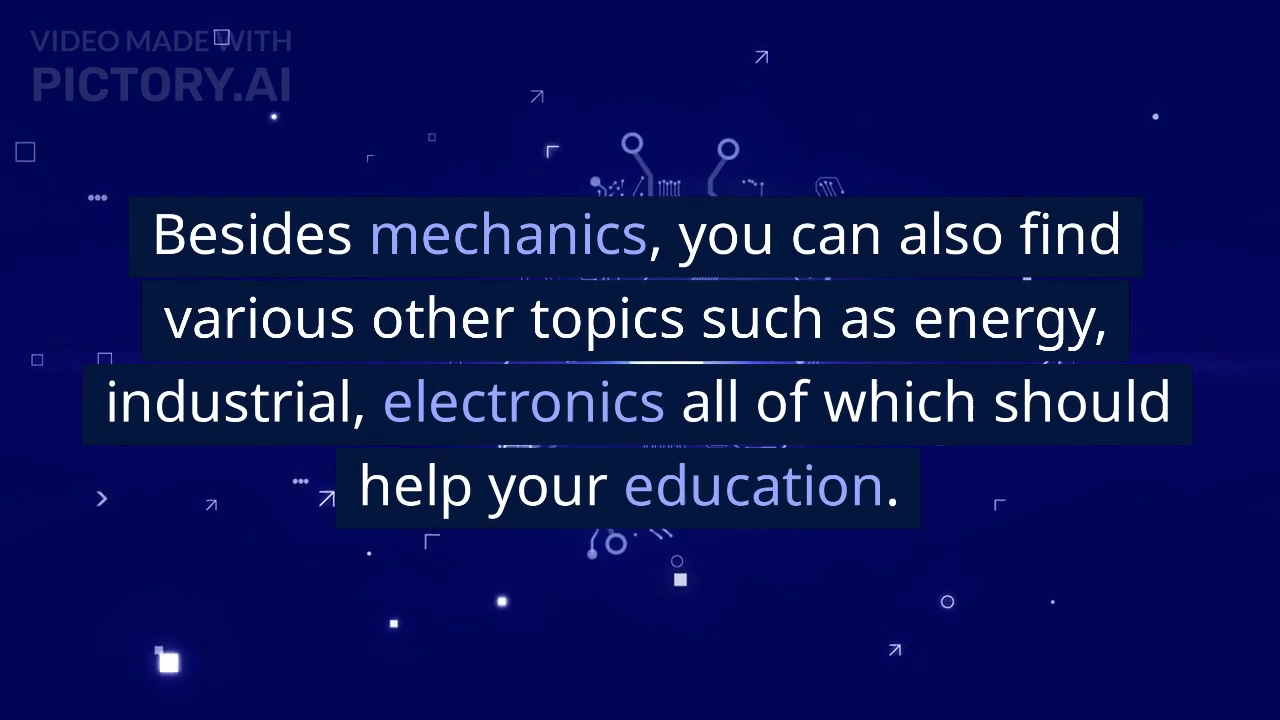 VIDEO MADE WITH
PICTORY.AI
Besides mechanics, you can also find
various other topics such as energy,
industrial, electronics all of which should
help your education.